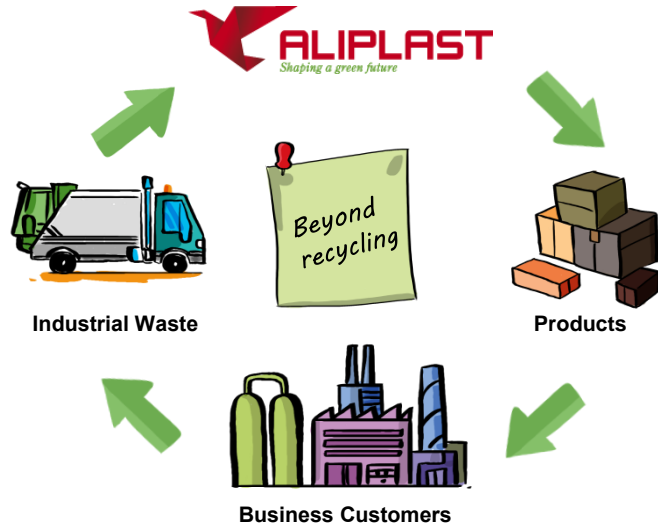 ALIPLAST
Shaping a green future
Beyond
recycling
Industrial Waste
Products
Business Customers